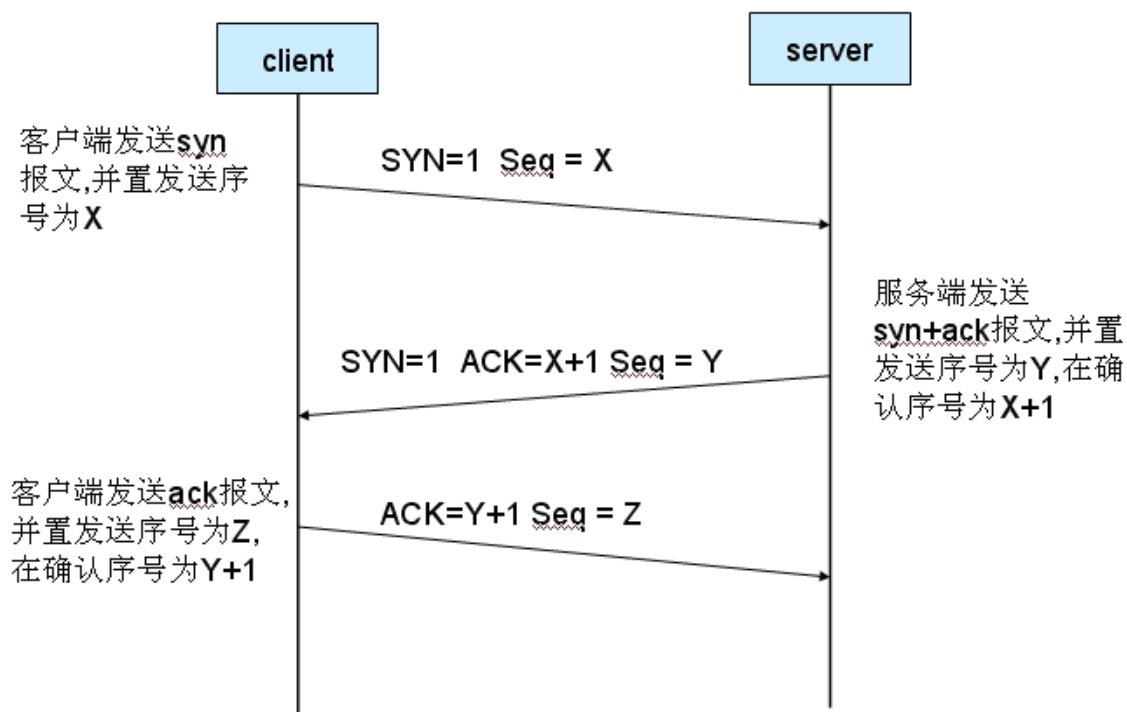 client
server
客户端发送syn
报文,并置发送序
号为X
SYN=1 Seq = X
服务端发送
syn+ack报文,并置
发送序号为Y,在确
认序号为X+1
SYN=1 ACK=X+1 Seq = Y
客户端发送ack报文,
并置发送序号为Z,
在确认序号为Y+1
ACK=Y+1 Seq = Z